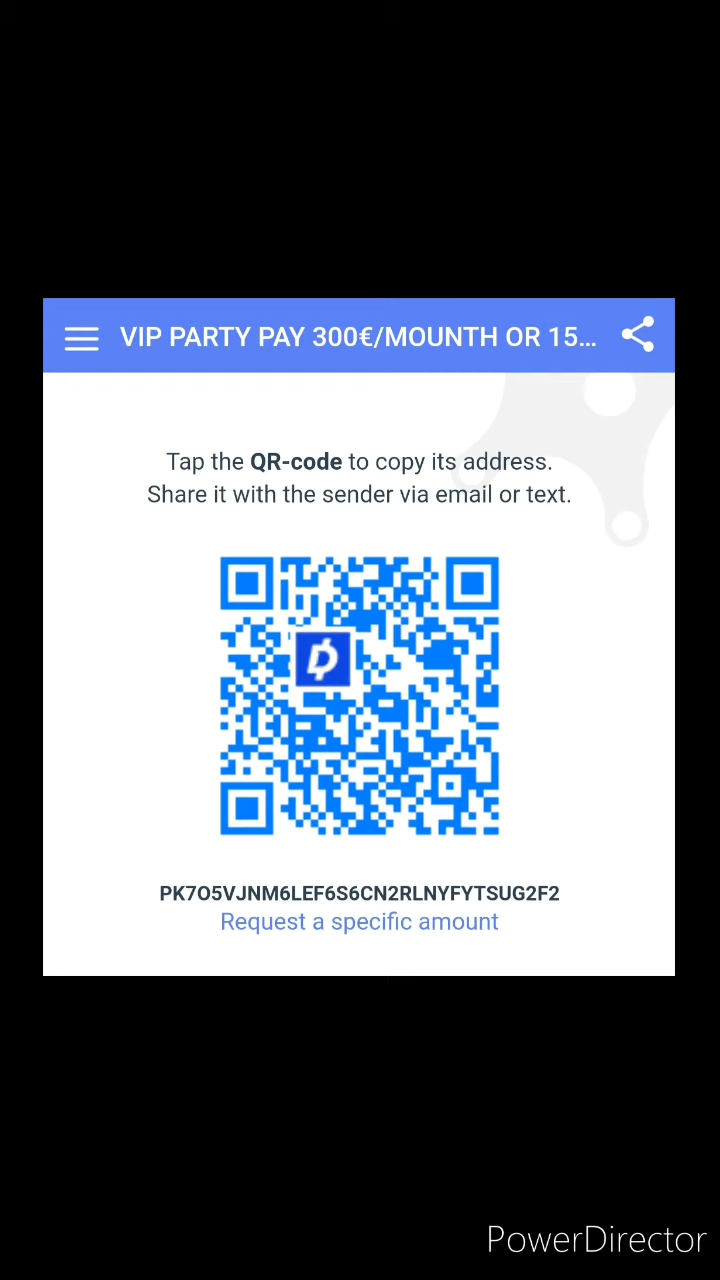 VIP PARTY PAY 300€/MOUNTH OR 15...
Tap the QR-code to copy its address.
Share it with the sender via email or text.
PK7O5VJNM6LEF6S6CN2RLNYFYTSUG2F2
Request a specific amount
PowerDirector